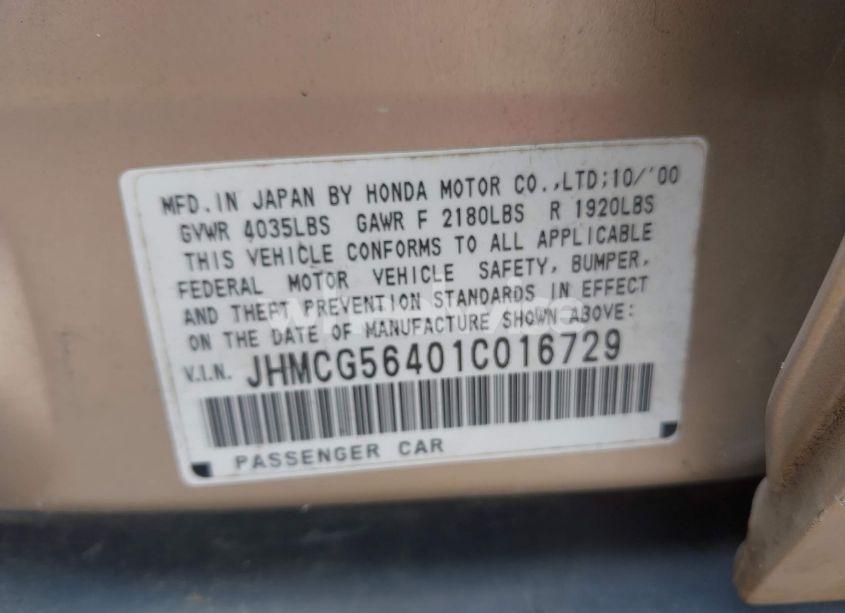 MFD.IN JAPAN BY HONDA MOTOR CO.,LTD;10/'00
GVWR 4035LBS GAWR F 2180LBS R 1920LBS
THIS VEHICLE CONFORMS TO ALL APPLICABLE
FEDERAL MOTOR VEHICLE SAFETY, BUMPER,
AND THEFT PREVENTION STANDARDS IN EFFECT
ON THE DATE OF MANUFACTURE SHOWN ABOVE:
V.I.N. JHMCG56401C016729
PASSENGER CAR